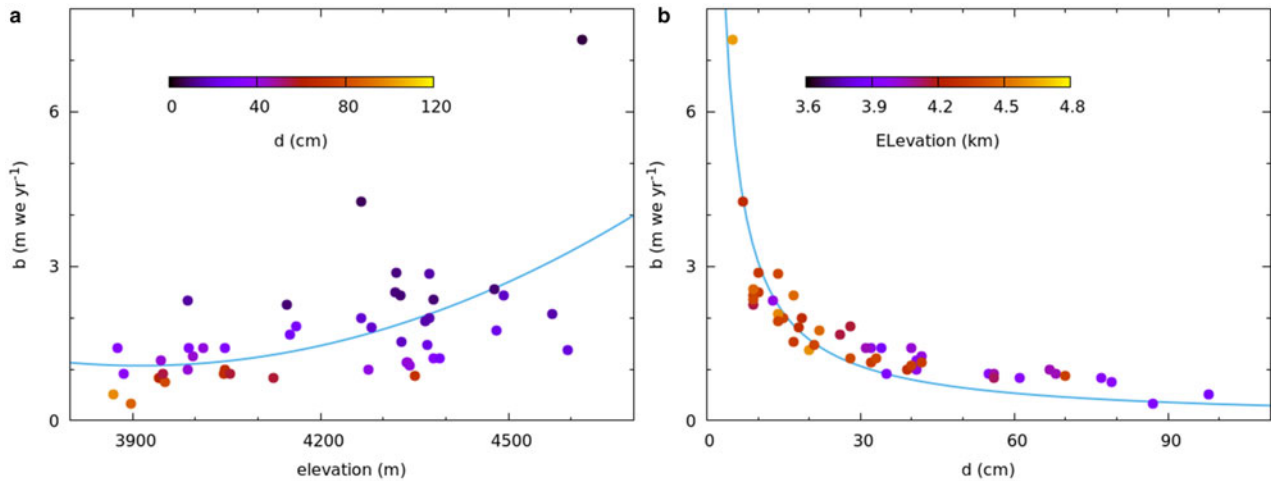 a
b
0 40 80 120
d (cm)
6
3
0
b (m we yr-1)
3900 4200 4500
elevation (m)
3.6 3.9 4.2 4.5 4.8
ELevation (km)
6
3
0
b (m we yr-1)
0 30 60 90
d (cm)